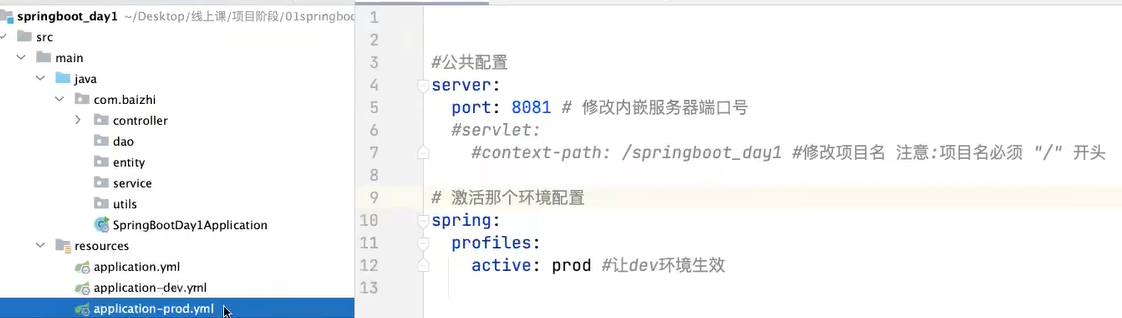 springboot_day1 ~/Desktop/线上课/项目阶段/01springbo
src
main
java
com.baizhi
controller
dao
entity
service
utils
SpringBootDay1Application
resources
application.yml
application-dev.yml
application-prod.yml
1
2
3 #公共配置
4 server:
5 port: 8081 # 修改内嵌服务器端口号
6 #servlet:
7 #context-path: /springboot_day1 #修改项目名 注意:项目名必须 "/" 开头
8
9 # 激活那个环境配置
10 spring:
11 profiles:
12 active: prod #让dev环境生效
13